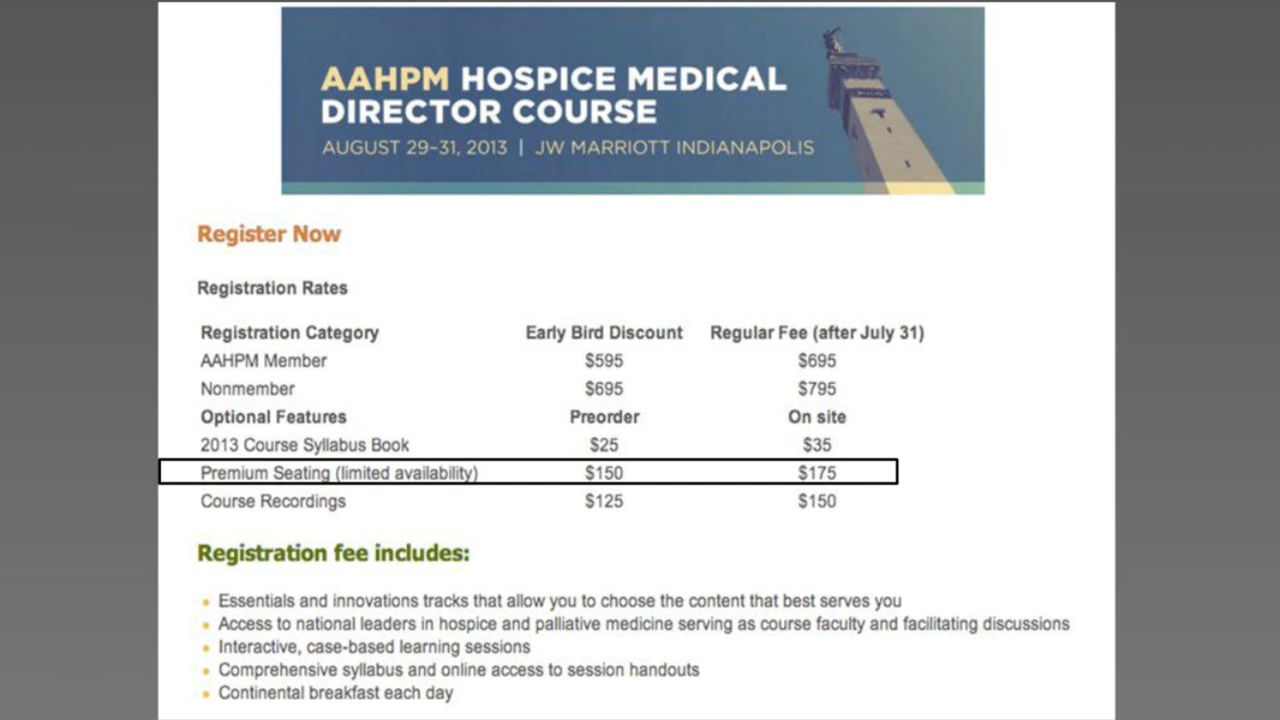 AAHPM HOSPICE MEDICAL
DIRECTOR COURSE
AUGUST 29–31, 2013 | JW MARRIOTT INDIANAPOLIS
Register Now
Registration Rates
Registration Category Early Bird Discount Regular Fee (after July 31)
AAHPM Member $595 $695
Nonmember $695 $795
Optional Features Preorder On site
2013 Course Syllabus Book $25 $35
Premium Seating (limited availability) $150 $175
Course Recordings $125 $150
Registration fee includes:
• Essentials and innovations tracks that allow you to choose the content that best serves you
• Access to national leaders in hospice and palliative medicine serving as course faculty and facilitating discussions
• Interactive, case-based learning sessions
• Comprehensive syllabus and online access to session handouts
• Continental breakfast each day